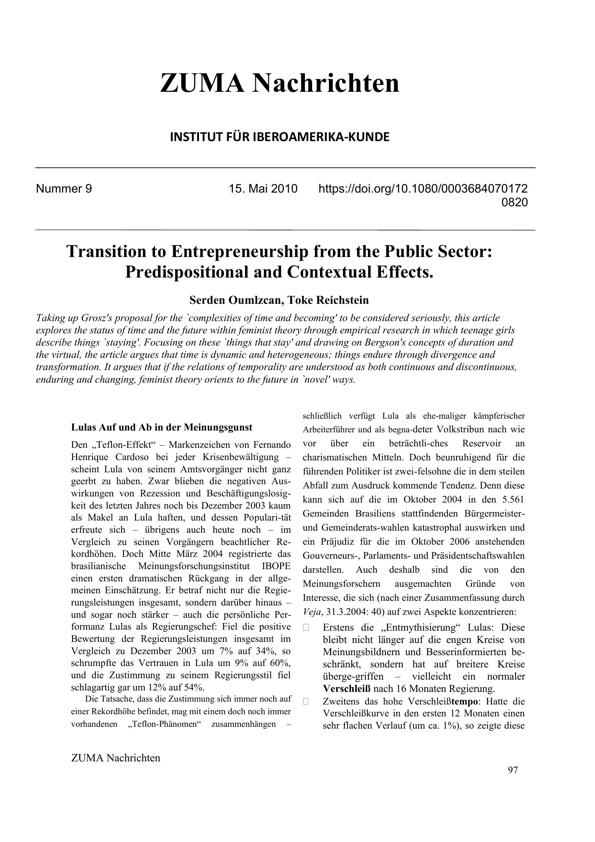 ZUMA Nachrichten
INSTITUT FÜR IBEROAMERIKA-KUNDE
Nummer 9 15. Mai 2010 https://doi.org/10.1080/0003684070172
0820
Transition to Entrepreneurship from the Public Sector:
Predispositional and Contextual Effects.
Serden Oumlzcan, Toke Reichstein
Taking up Grosz's proposal for the `complexities of time and becoming' to be considered seriously, this article
explores the status of time and the future within feminist theory through empirical research in which teenage girls
describe things `staying'. Focusing on these `things that stay' and drawing on Bergson's concepts of duration and
the virtual, the article argues that time is dynamic and heterogeneous; things endure through divergence and
transformation. It argues that if the relations of temporality are understood as both continuous and discontinuous,
enduring and changing, feminist theory orients to the future in `novel' ways.
Lulas Auf und Ab in der Meinungsgunst
Den „Teflon-Effekt“ – Markenzeichen von Fernando
Henrique Cardoso bei jeder Krisenbewältigung –
scheint Lula von seinem Amtsvorgänger nicht ganz
geerbt zu haben. Zwar blieben die negativen Aus-
wirkungen von Rezession und Beschäftigungslosig-
keit des letzten Jahres noch bis Dezember 2003 kaum
als Makel an Lula haften, und dessen Populari-tät
erfreute sich – übrigens auch heute noch – im
Vergleich zu seinen Vorgängern beachtlicher Re-
kordhöhen. Doch Mitte März 2004 registrierte das
brasilianische Meinungsforschungsinstitut IBOPE
einen ersten dramatischen Rückgang in der allge-
meinen Einschätzung. Er betraf nicht nur die Regie-
rungsleistungen insgesamt, sondern darüber hinaus –
und sogar noch stärker – auch die persönliche Per-
formanz Lulas als Regierungschef: Fiel die positive
Bewertung der Regierungsleistungen insgesamt im
Vergleich zu Dezember 2003 um 7% auf 34%, so
schrumpfte das Vertrauen in Lula um 9% auf 60%,
und die Zustimmung zu seinem Regierungsstil fiel
schlagartig gar um 12% auf 54%.
Die Tatsache, dass die Zustimmung sich immer noch auf
einer Rekordhöhe befindet, mag mit einem doch noch immer
vorhandenen „Teflon-Phänomen“ zusammenhängen –
schließlich verfügt Lula als ehe-maliger kämpferischer
Arbeiterführer und als begna-deter Volkstribun nach wie
vor über ein beträchtli-ches Reservoir an
charismatischen Mitteln. Doch beunruhigend für die
führenden Politiker ist zwei-felsohne die in dem steilen
Abfall zum Ausdruck kommende Tendenz. Denn diese
kann sich auf die im Oktober 2004 in den 5.561
Gemeinden Brasiliens stattfindenden Bürgermeister-
und Gemeinderats-wahlen katastrophal auswirken und
ein Präjudiz für die im Oktober 2006 anstehenden
Gouverneurs-, Parlaments- und Präsidentschaftswahlen
darstellen. Auch deshalb sind die von den
Meinungsforschern ausgemachten Gründe von
Interesse, die sich (nach einer Zusammenfassung durch
Veja, 31.3.2004: 40) auf zwei Aspekte konzentrieren:
Erstens die „Entmythisierung“ Lulas: Diese
bleibt nicht länger auf die engen Kreise von
Meinungsbildnern und Besserinformierten be-
schränkt, sondern hat auf breitere Kreise
überge-griffen – vielleicht ein normaler
Verschleiß nach 16 Monaten Regierung.
Zweitens das hohe Verschleißtempo: Hatte die
Verschleißkurve in den ersten 12 Monaten einen
sehr flachen Verlauf (um ca. 1%), so zeigte diese
ZUMA Nachrichten
97